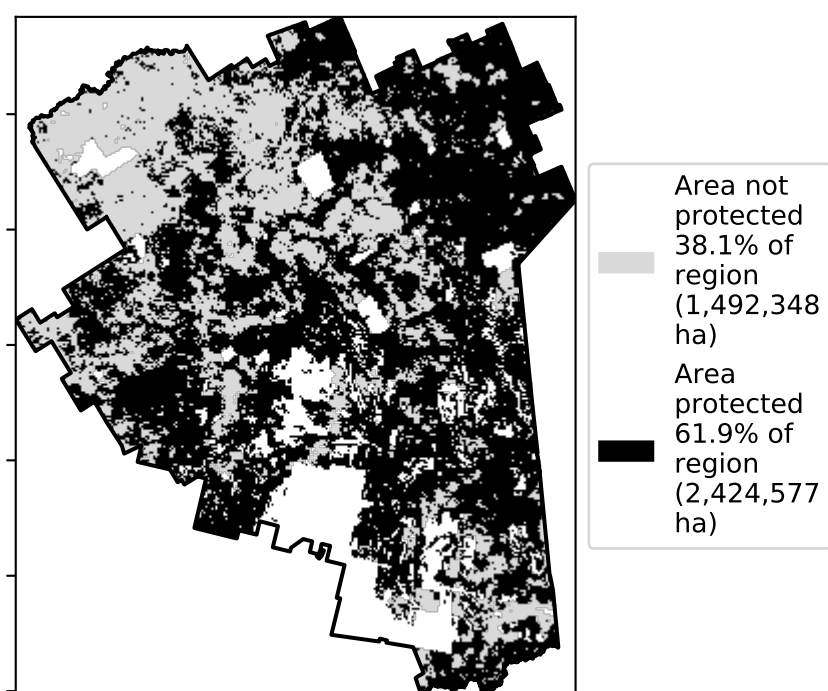 Area not
protected
38.1% of
region
(1,492,348
ha)
Area
protected
61.9% of
region
(2,424,577
ha)